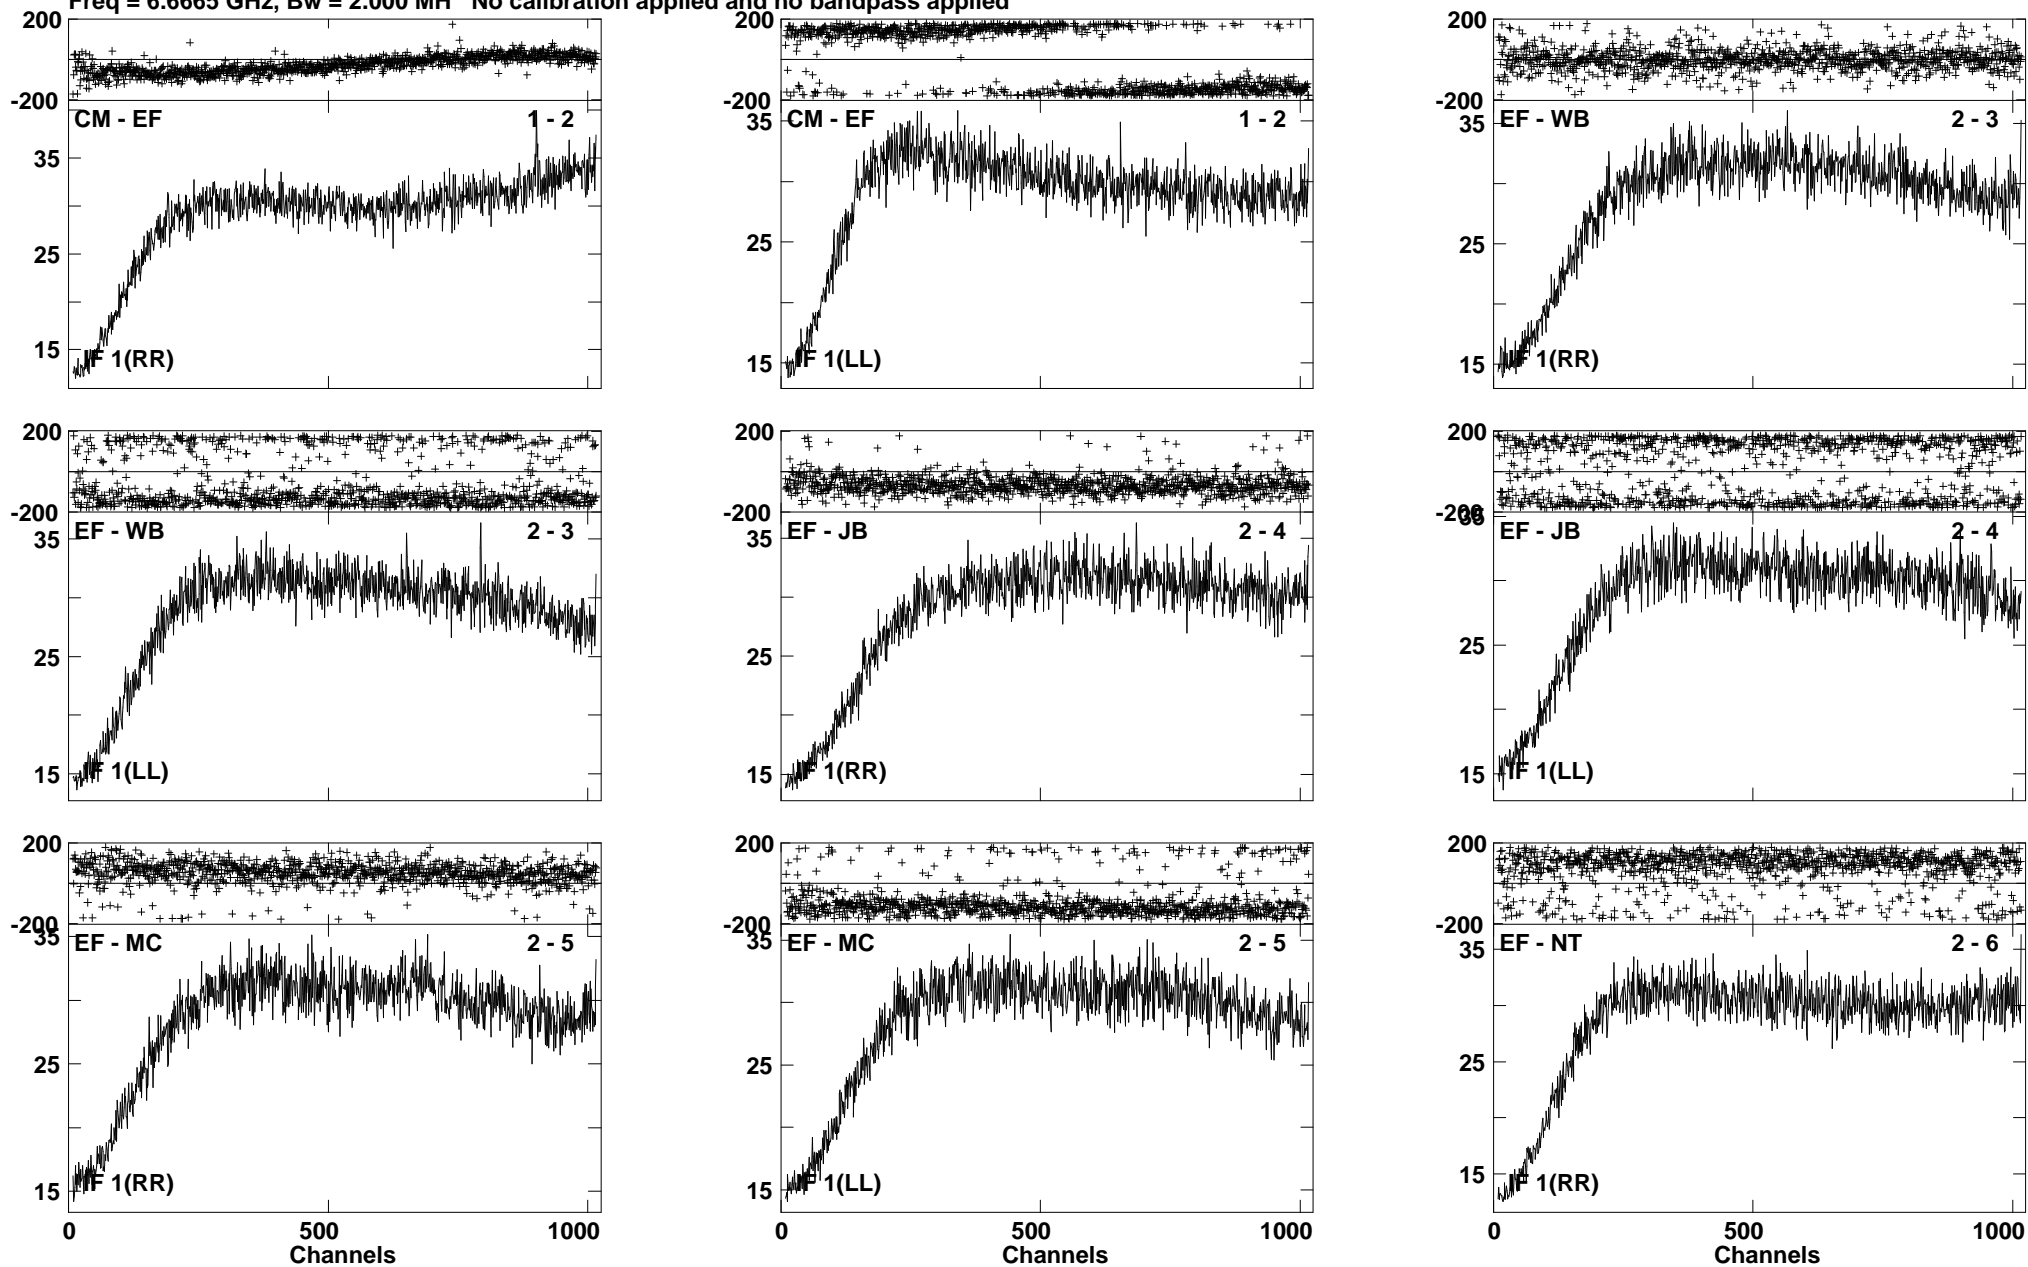 Freq = 6.6665 GHz, Bw = 2.000 MH No calibration applied and no bandpass applied
200
-200
CM - EF 1 - 2
35
25
15
IF 1(RR)
200
-200
CM - EF 1 - 2
35
25
15
IF 1(LL)
200
-200
EF - WB 2 - 3
35
25
15
IF 1(RR)
200
-200
EF - WB 2 - 3
35
25
15
IF 1(LL)
200
-200
EF - JB 2 - 4
35
25
15
IF 1(RR)
200
-200
35
EF - JB 2 - 4
25
15
IF 1(LL)
200
-200
35
EF - MC 2 - 5
25
15
IF 1(RR)
0 500 1000
Channels
200
-200
35
EF - MC 2 - 5
25
15
IF 1(LL)
0 500 1000
Channels
200
-200
EF - NT 2 - 6
35
25
15
IF 1(RR)
0 500 1000
Channels